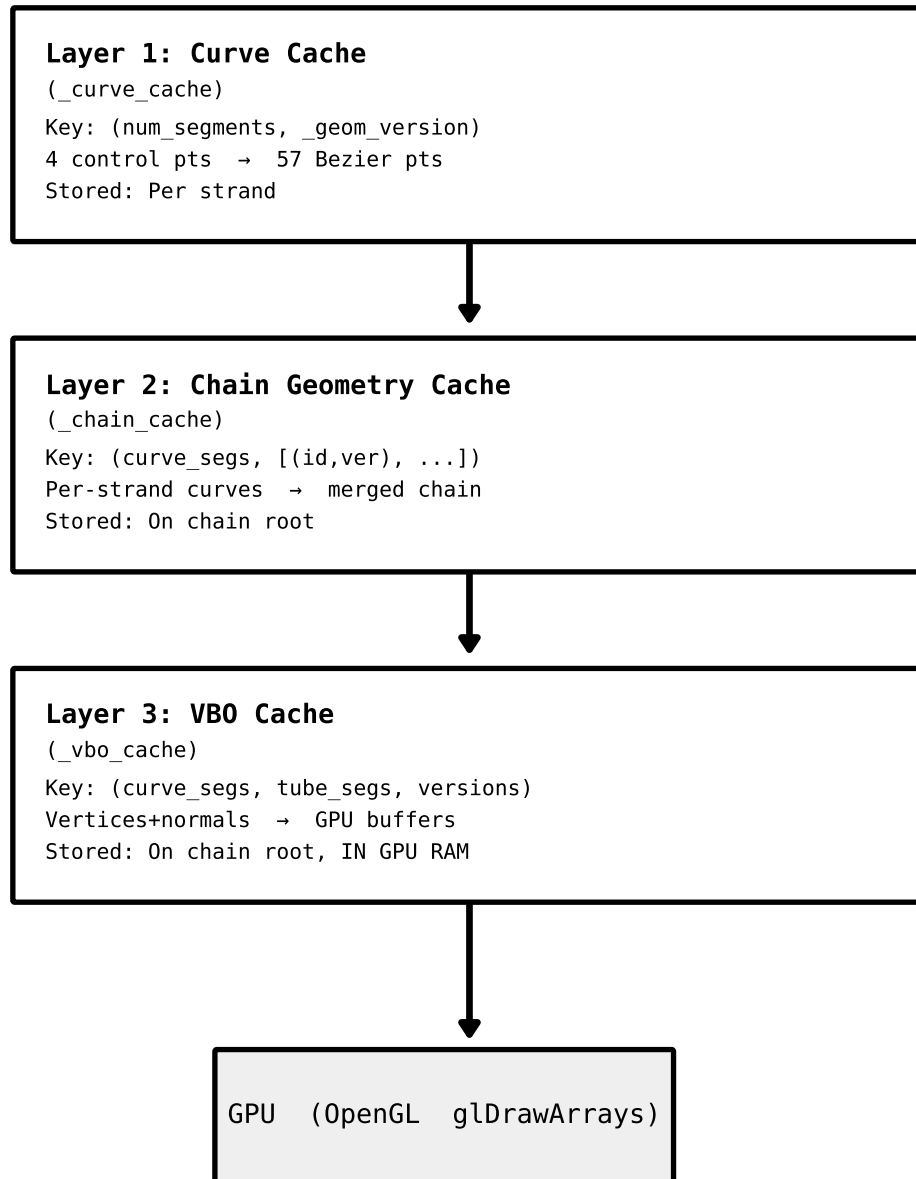 Layer 1: Curve Cache
(_curve_cache)
Key: (num_segments, _geom_version)
4 control pts → 57 Bezier pts
Stored: Per strand
Layer 2: Chain Geometry Cache
(_chain_cache)
Key: (curve_segs, [(id,ver), ...])
Per-strand curves → merged chain
Stored: On chain root
Layer 3: VBO Cache
(_vbo_cache)
Key: (curve_segs, tube_segs, versions)
Vertices+normals → GPU buffers
Stored: On chain root, IN GPU RAM
GPU (OpenGL glDrawArrays)